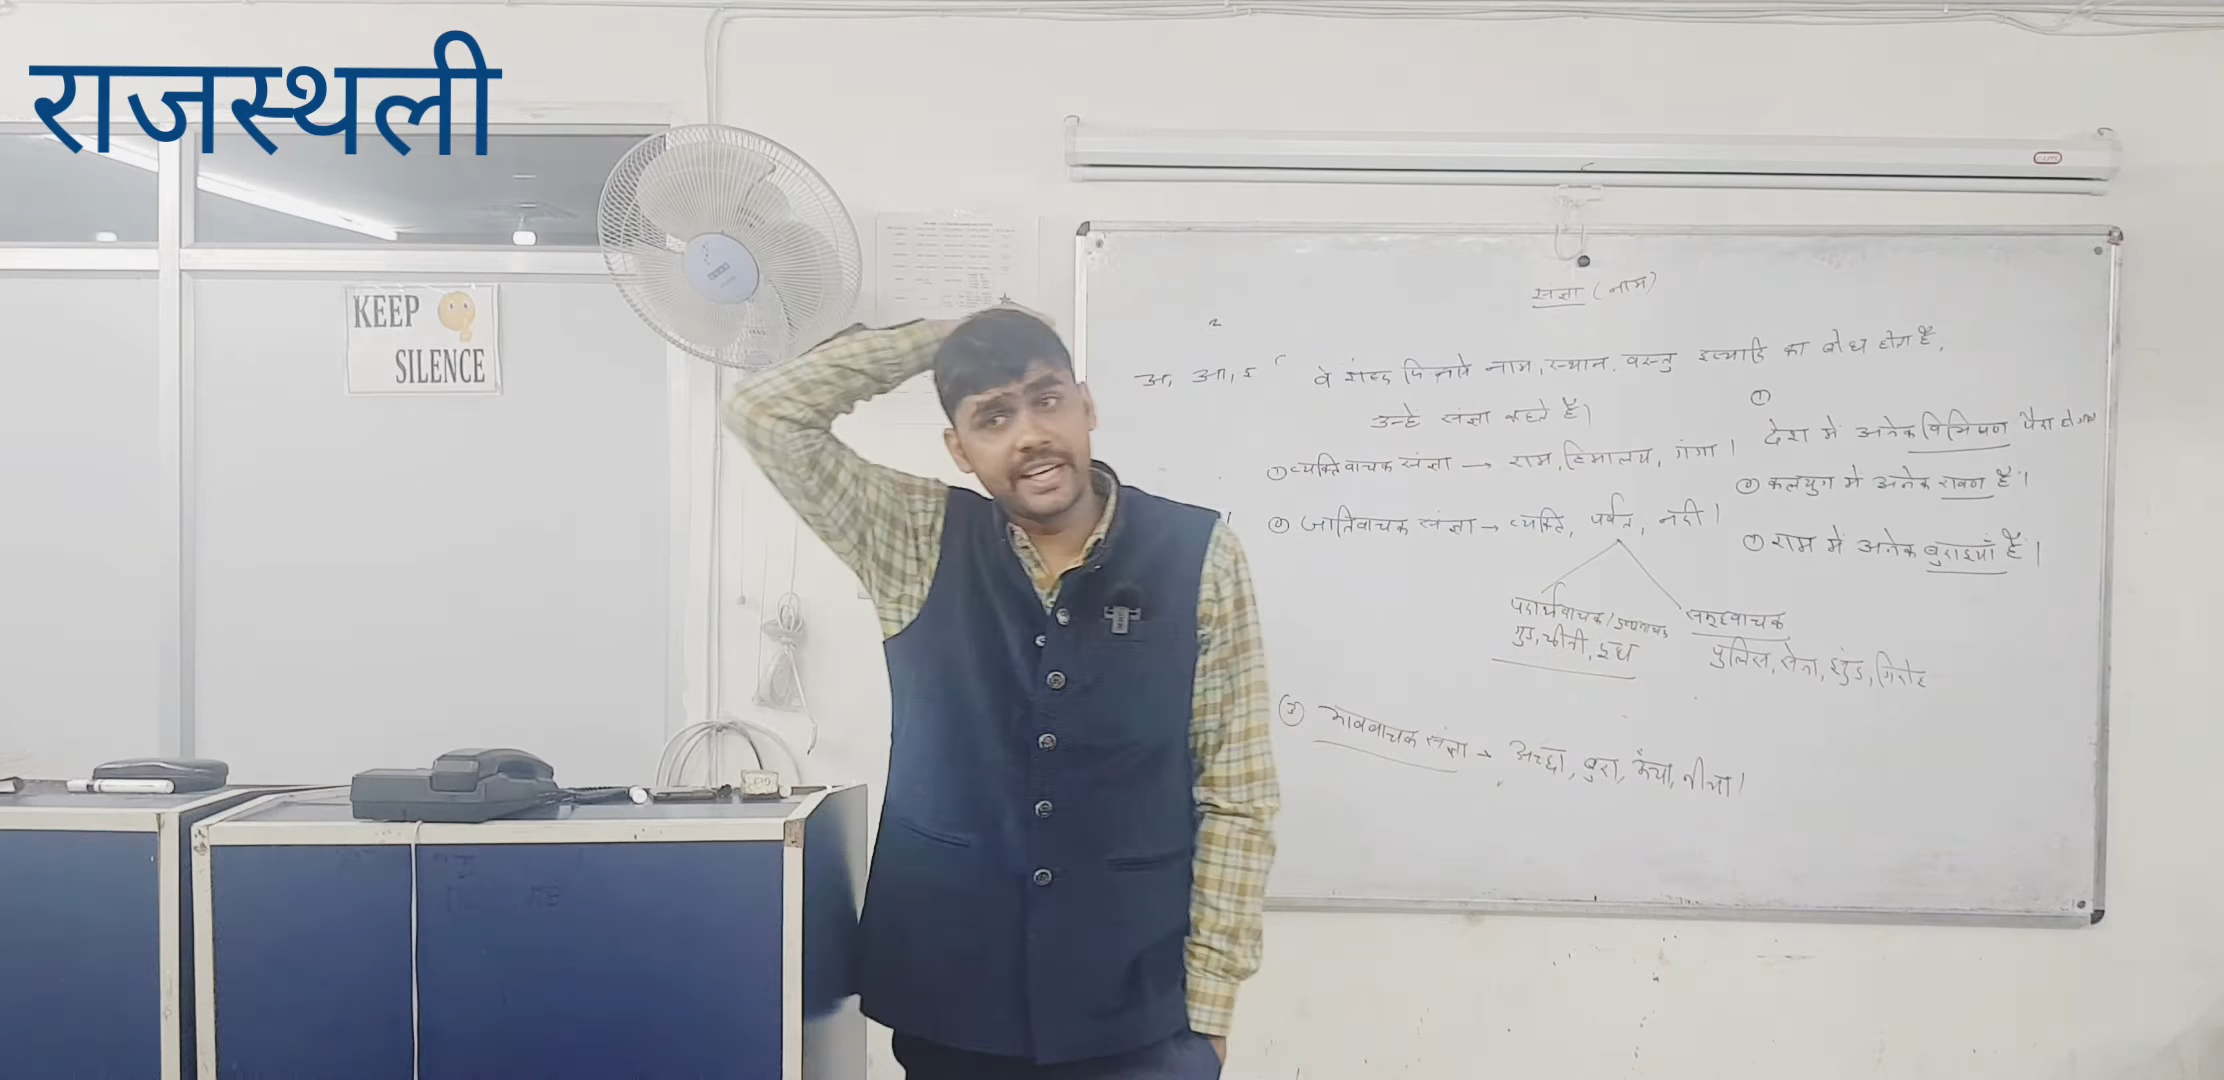 राजस्थली
KEEP
SILENCE
संज्ञा (नाम)
अ, आ, इ
वे शब्द जिनसे नाम, स्थान, वस्तु इत्यादि का बोध होता है,
उन्हे संज्ञा कहते है।
① व्यक्तिवाचक संज्ञा → राम, हिमालय, गंगा।
② जातिवाचक संज्ञा → व्यक्ति, पर्वत, नदी।
① देश में अनेक विभिषण पैदा हो गए
② कलयुग में अनेक रावण हैं।
① राम में अनेक बुराइयाँ हैं।
पदार्थवाचक/द्रव्यवाचक
गुड, चीनी, दूध
समूहवाचक
पुलिस, सेना, झुंड, गिरोह
③ भाववाचक संज्ञा → अच्छा, बुरा, ऊँचा, नीचा।